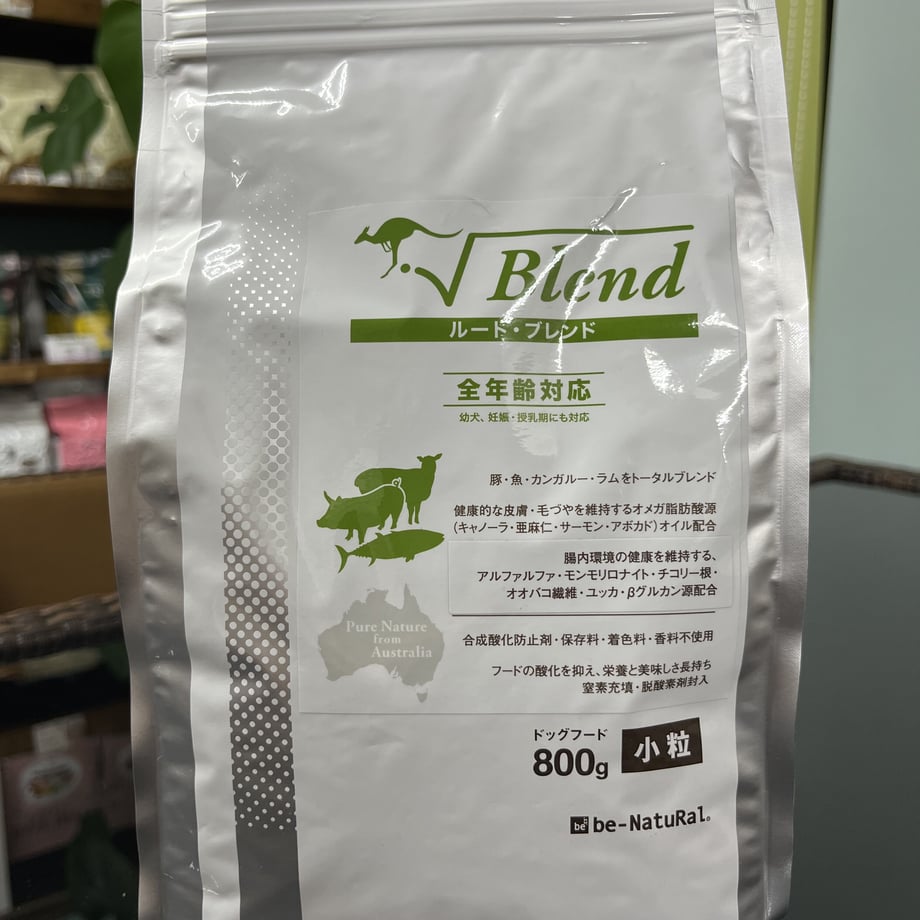 √Blend
ルート・ブレンド
全年齢対応
幼犬、妊娠・授乳期にも対応
豚・魚・カンガルー・ラムをトータルブレンド
健康的な皮膚・毛づやを維持するオメガ脂肪酸源
（キャノーラ・亜麻仁・サーモン・アボカド）オイル配合
腸内環境の健康を維持する、
アルファルファ・モンモリロナイト・チコリー根・
オオバコ繊維・ユッカ・βグルカン源配合
Pure Nature
from
Australia
合成酸化防止剤・保存料・着色料・香料不使用
フードの酸化を抑え、栄養と美味しさ長持ち
窒素充填・脱酸素剤封入
ドッグフード
800g 小粒
be be-NatuRal®